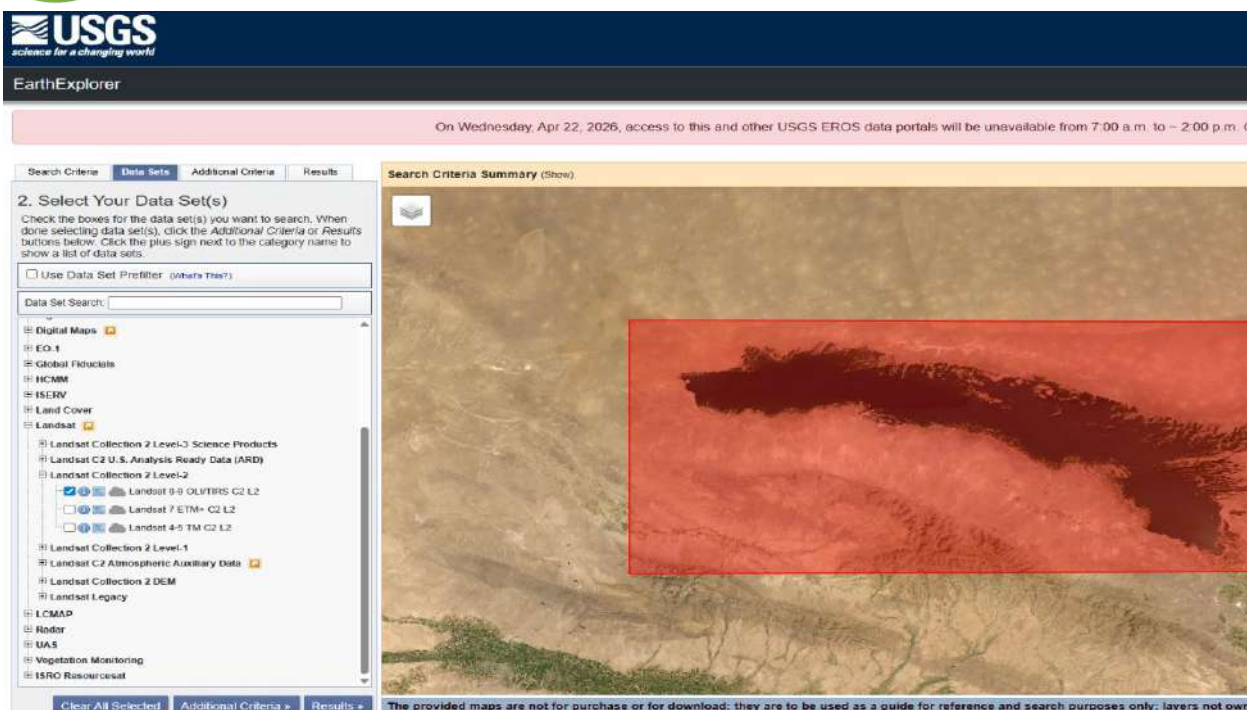 USGS
science for a changing world
EarthExplorer
On Wednesday, Apr 22, 2026, access to this and other USGS EROS data portals will be unavailable from 7:00 a.m. to ~ 2:00 p.m.
Search Criteria
Data Sets
Additional Criteria
Results
2. Select Your Data Set(s)
Check the boxes for the data set(s) you want to search. When
done selecting data set(s), click the Additional Criteria or Results
buttons below. Click the plus sign next to the category name to
show a list of data sets.
Use Data Set Prefilter (What's This?)
Data Set Search:
Digital Maps
EO-1
Global Fiducials
HCMM
ISERV
Land Cover
Landsat
Landsat Collection 2 Level-3 Science Products
Landsat C2 U.S. Analysis Ready Data (ARD)
Landsat Collection 2 Level-2
Landsat 8-9 OLI/TIRS C2 L2
Landsat 7 ETM+ C2 L2
Landsat 4-5 TM C2 L2
Landsat Collection 2 Level-1
Landsat C2 Atmospheric Auxiliary Data
Landsat Collection 2 DEM
Landsat Legacy
LCMAP
Radar
UAS
Vegetation Monitoring
ISRO Resourcesat
Clear All Selected
Additional Criteria »
Results »
Search Criteria Summary (Show)
The provided maps are not for purchase or for download; they are to be used as a guide for reference and search purposes only; layers not own